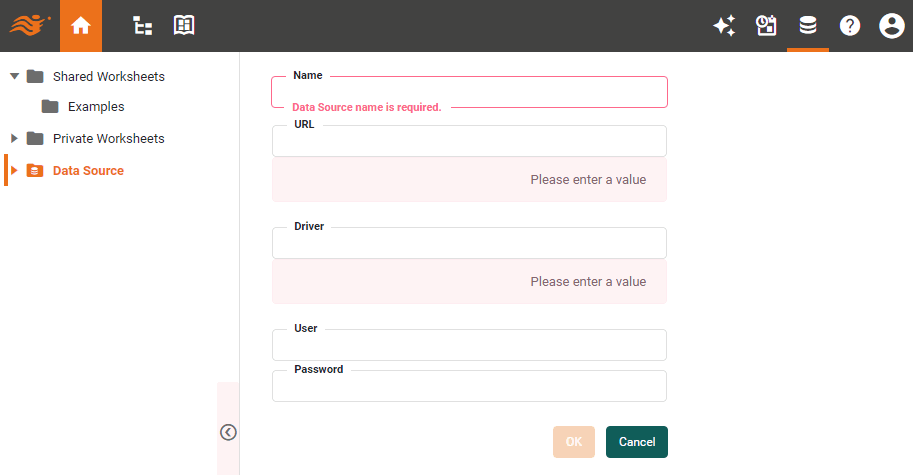 Shared Worksheets
Examples
Private Worksheets
Data Source
Name
Data Source name is required.
URL
Please enter a value
Driver
Please enter a value
User
Password
OK
Cancel